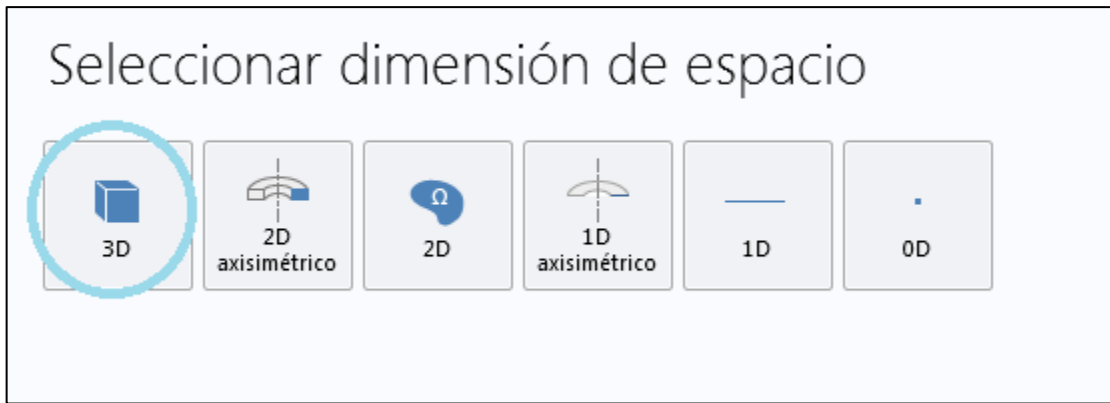 Seleccionar dimensión de espacio
3D
2D
axisimétrico
Ω
2D
1D
axisimétrico
1D
0D